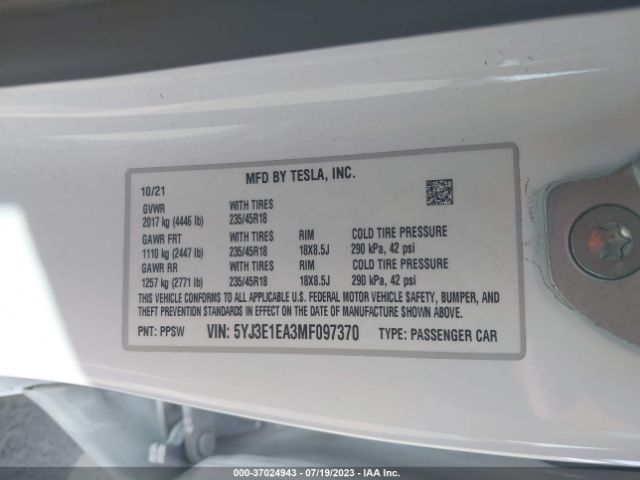 MFD BY TESLA, INC.
10/21
GVWR WITH TIRES
2017 kg (4446 lb) 235/45R18
GAWR FRT WITH TIRES RIM COLD TIRE PRESSURE
1110 kg (2447 lb) 235/45R18 18X8.5J 290 kPa, 42 psi
GAWR RR WITH TIRES RIM COLD TIRE PRESSURE
1257 kg (2771 lb) 235/45R18 18X8.5J 290 kPa, 42 psi
THIS VEHICLE CONFORMS TO ALL APPLICABLE U.S. FEDERAL MOTOR VEHICLE SAFETY, BUMPER, AND
THEFT PREVENTION STANDARDS IN EFFECT ON THE DATE OF MANUFACTURE SHOWN ABOVE.
PNT: PPSW VIN: 5YJ3E1EA3MF097370 TYPE: PASSENGER CAR
000-37024943 / 07/19/2023 - IAA Inc.